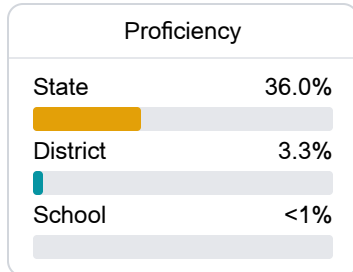 Proficiency
State 36.0%
District 3.3%
School <1%